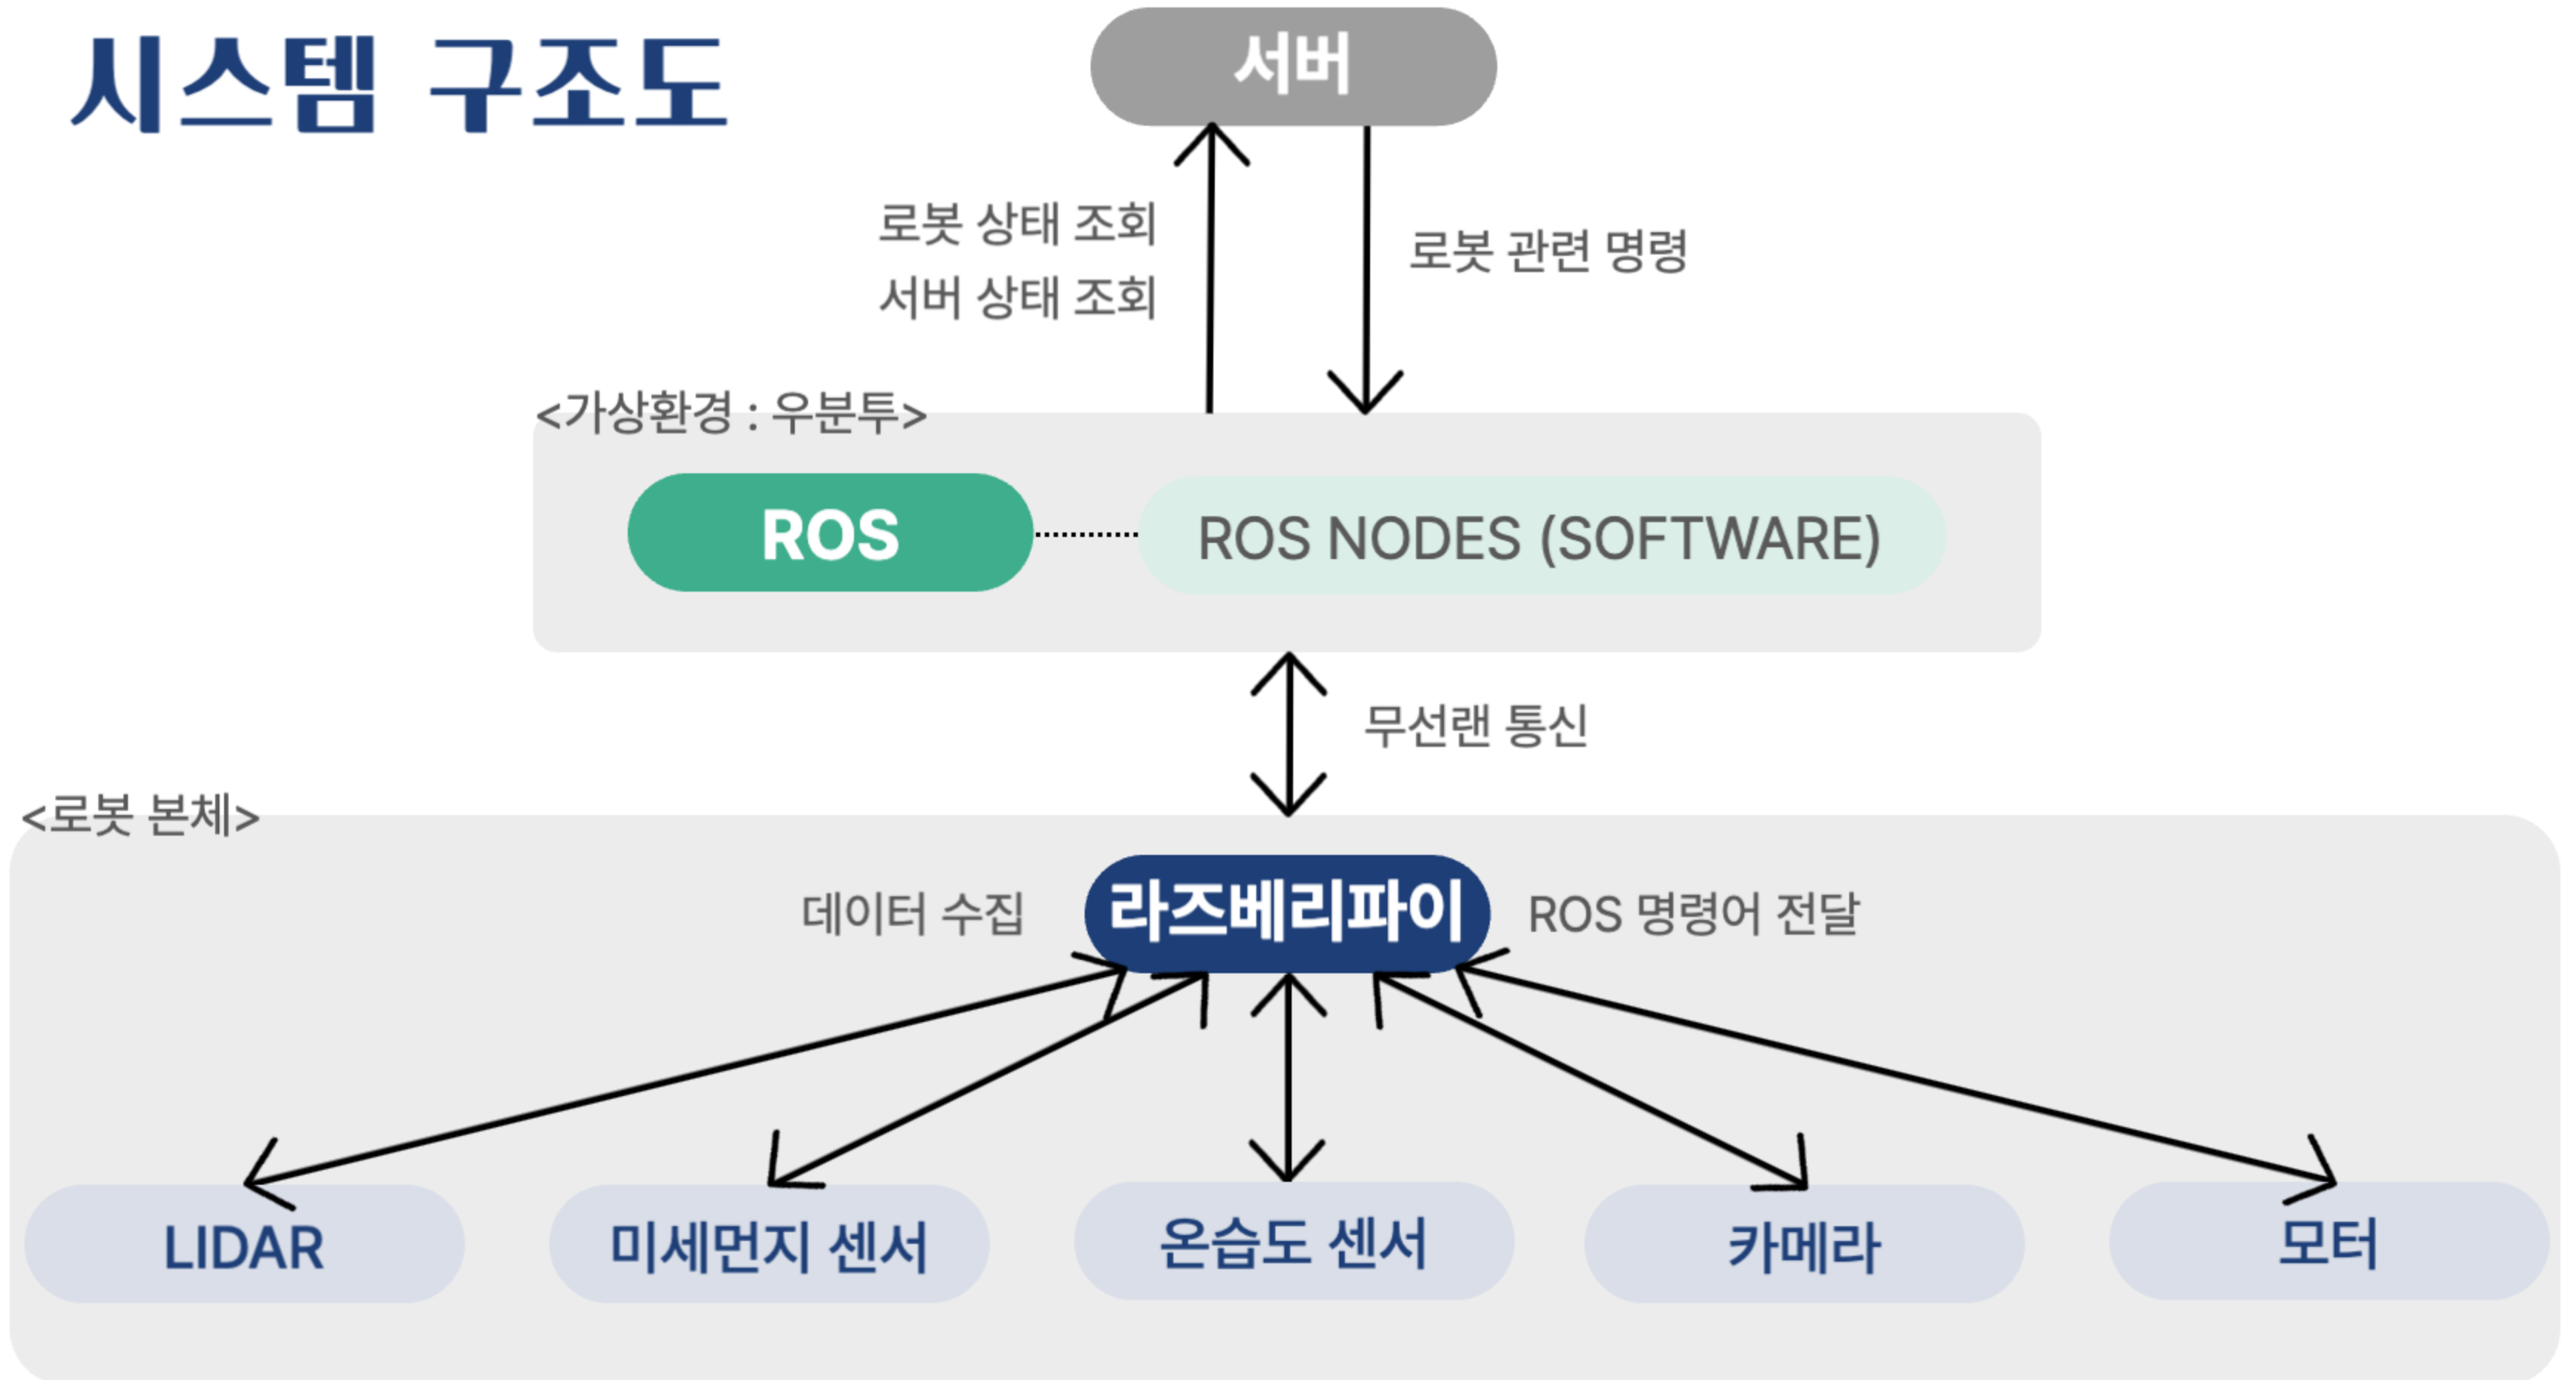 시스템 구조도
서버
로봇 상태 조회
서버 상태 조회
로봇 관련 명령
<가상환경 : 우분투>
ROS
ROS NODES (SOFTWARE)
무선랜 통신
<로봇 본체>
데이터 수집
라즈베리파이
ROS 명령어 전달
LIDAR
미세먼지 센서
온습도 센서
카메라
모터